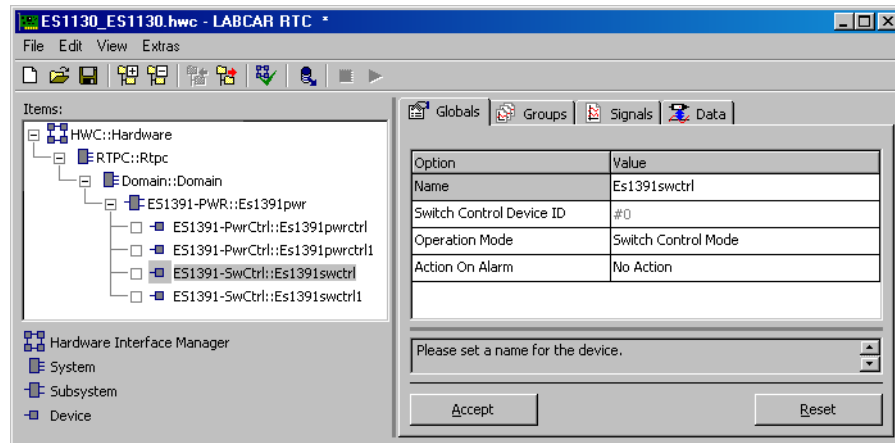 ES1130_ES1130.hwc - LABCAR RTC *
File Edit View Extras
Items:
HWC::Hardware
RTPC::Rtpc
Domain::Domain
ES1391-PWR::Es1391pwr
ES1391-PwrCtrl::Es1391pwrctrl
ES1391-PwrCtrl::Es1391pwrctrl1
ES1391-SwCtrl::Es1391swctrl
ES1391-SwCtrl::Es1391swctrl1
Hardware Interface Manager
System
Subsystem
Device
Globals Groups Signals Data
Option Value
Name Es1391swctrl
Switch Control Device ID #0
Operation Mode Switch Control Mode
Action On Alarm No Action
Please set a name for the device.
Accept Reset